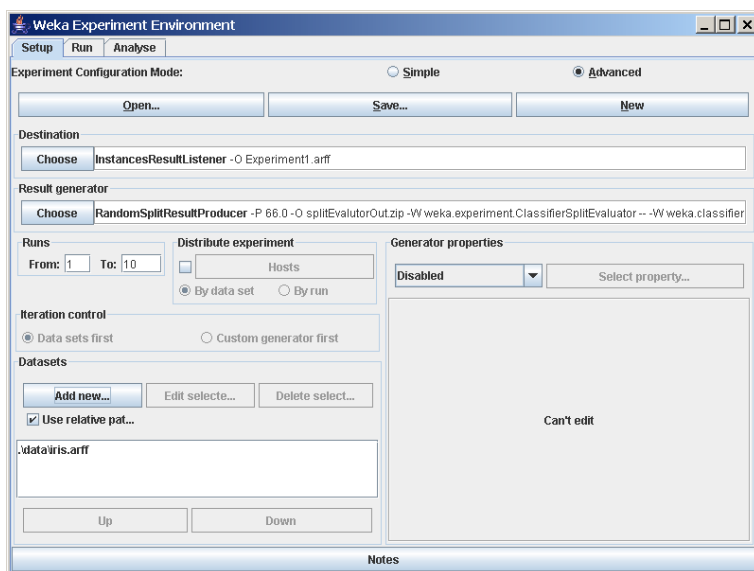 Weka Experiment Environment
Setup Run Analyse
Experiment Configuration Mode: Simple Advanced
Open... Save... New
Destination
Choose InstancesResultListener -O Experiment1.arff
Result generator
Choose RandomSplitResultProducer -P 66.0 -O splitEvalutorOut.zip -W weka.experiment.ClassifierSplitEvaluator -- -W weka.classifier
Runs Distribute experiment Generator properties
From: 1 To: 10 Hosts Disabled Select property...
By data set By run
Iteration control
Data sets first Custom generator first
Datasets
Add new... Edit selecte... Delete select...
Use relative pat... Can't edit
.\data\iris.arff
Up Down
Notes